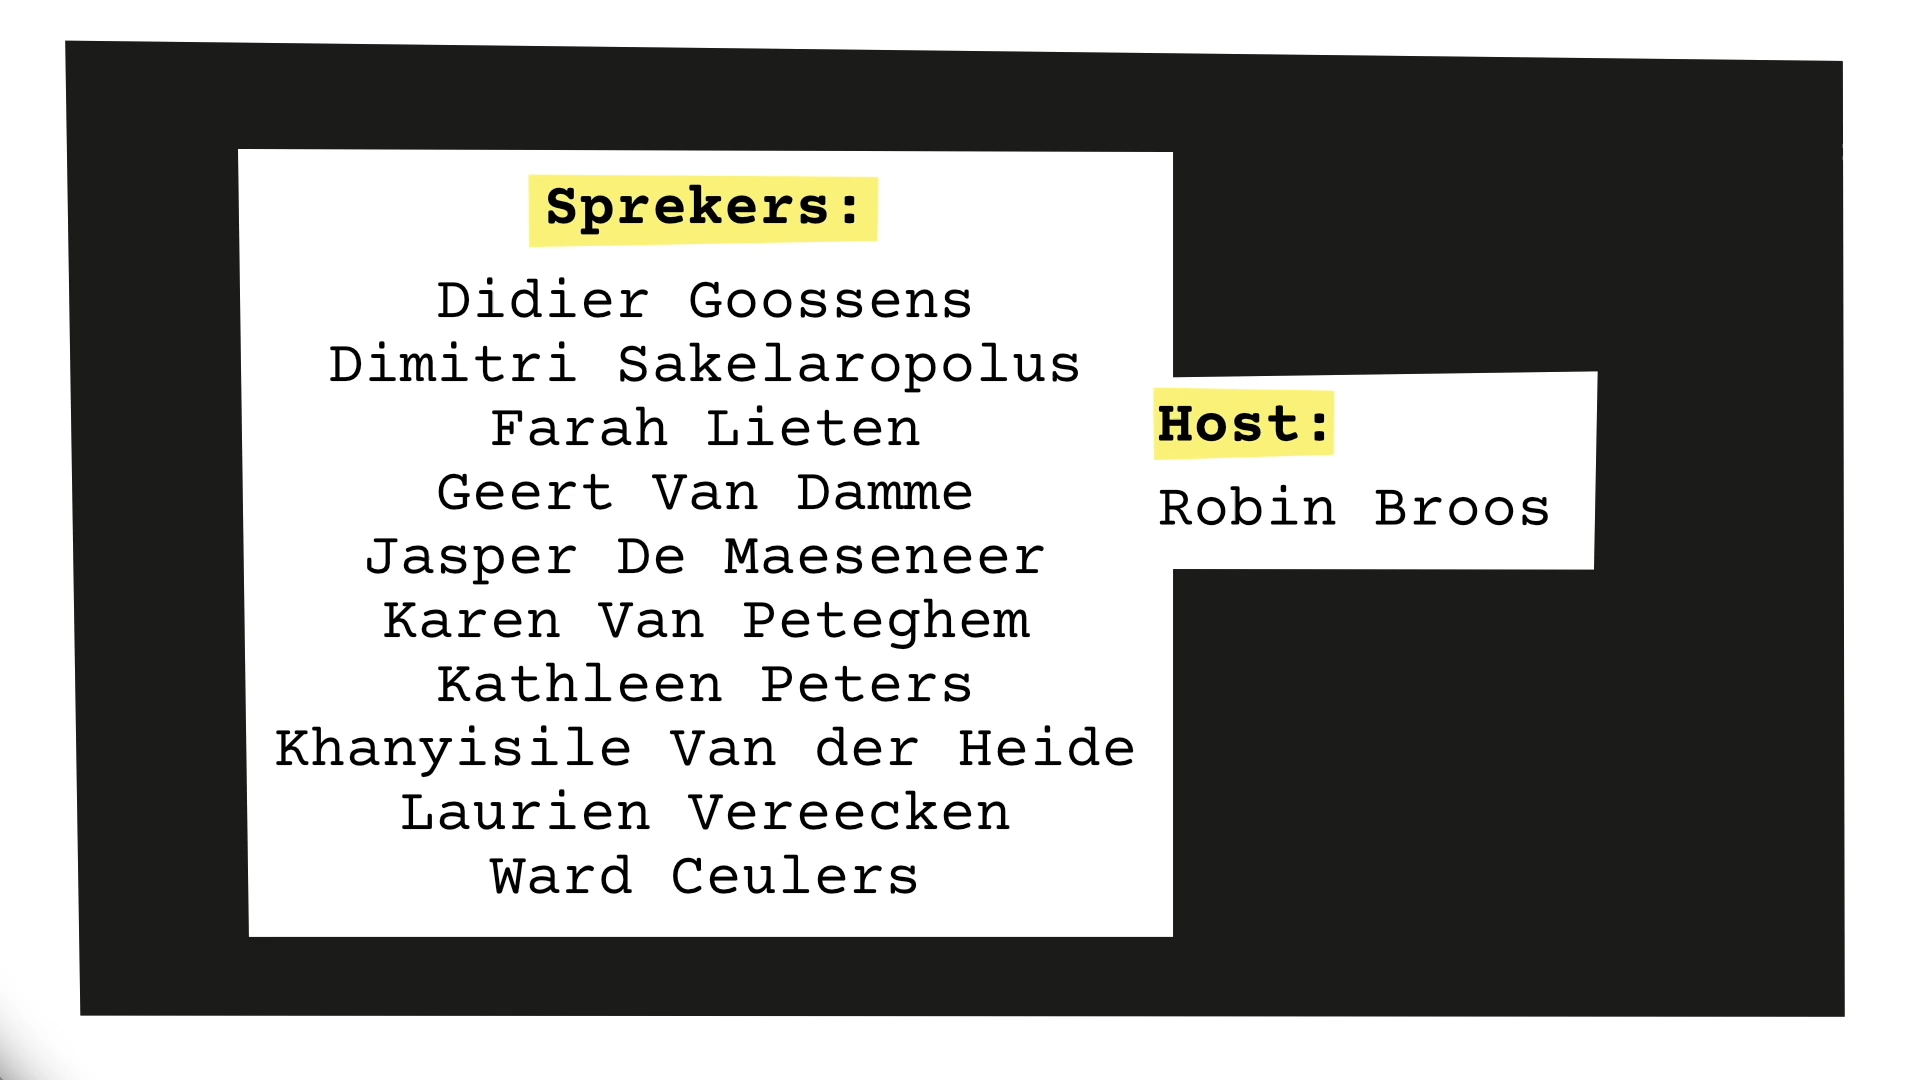 Sprekers:
Didier Goossens
Dimitri Sakelaropolus
Farah Lieten
Geert Van Damme
Jasper De Maeseneer
Karen Van Peteghem
Kathleen Peters
Khanyisile Van der Heide
Laurien Vereecken
Ward Ceulers
Host:
Robin Broos